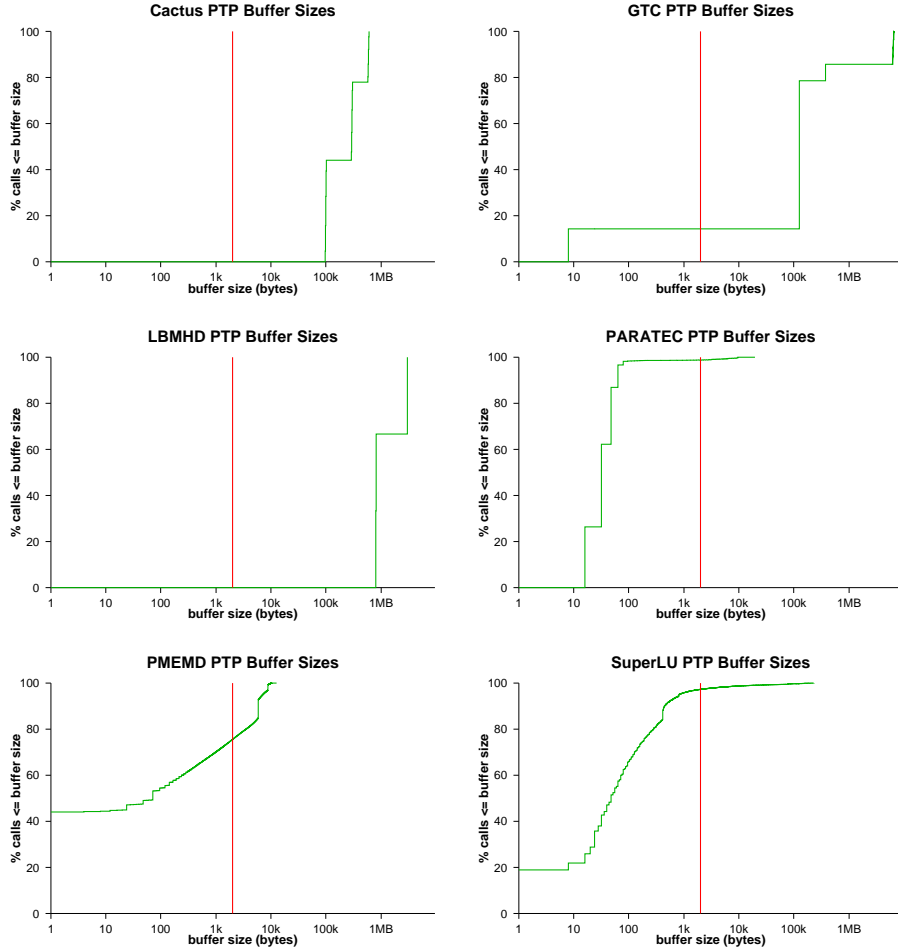 Cactus PTP Buffer Sizes
% calls <= buffer size
100
80
60
40
20
0
1 10 100 1k 10k 100k 1MB
buffer size (bytes)
GTC PTP Buffer Sizes
% calls <= buffer size
100
80
60
40
20
0
1 10 100 1k 10k 100k 1MB
buffer size (bytes)
LBMHD PTP Buffer Sizes
% calls <= buffer size
100
80
60
40
20
0
1 10 100 1k 10k 100k 1MB
buffer size (bytes)
PARATEC PTP Buffer Sizes
% calls <= buffer size
100
80
60
40
20
0
1 10 100 1k 10k 100k 1MB
buffer size (bytes)
PMEMD PTP Buffer Sizes
% calls <= buffer size
100
80
60
40
20
0
1 10 100 1k 10k 100k 1MB
buffer size (bytes)
SuperLU PTP Buffer Sizes
% calls <= buffer size
100
80
60
40
20
0
1 10 100 1k 10k 100k 1MB
buffer size (bytes)